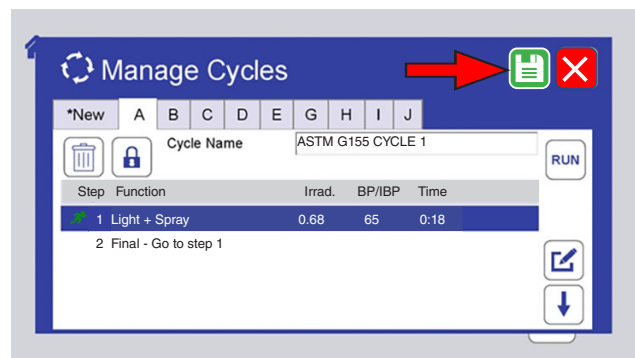 Manage Cycles
*New A B C D E G H I J
Cycle Name ASTM G155 CYCLE 1
RUN
Step Function Irrad. BP/IBP Time
1 Light + Spray 0.68 65 0:18
2 Final - Go to step 1